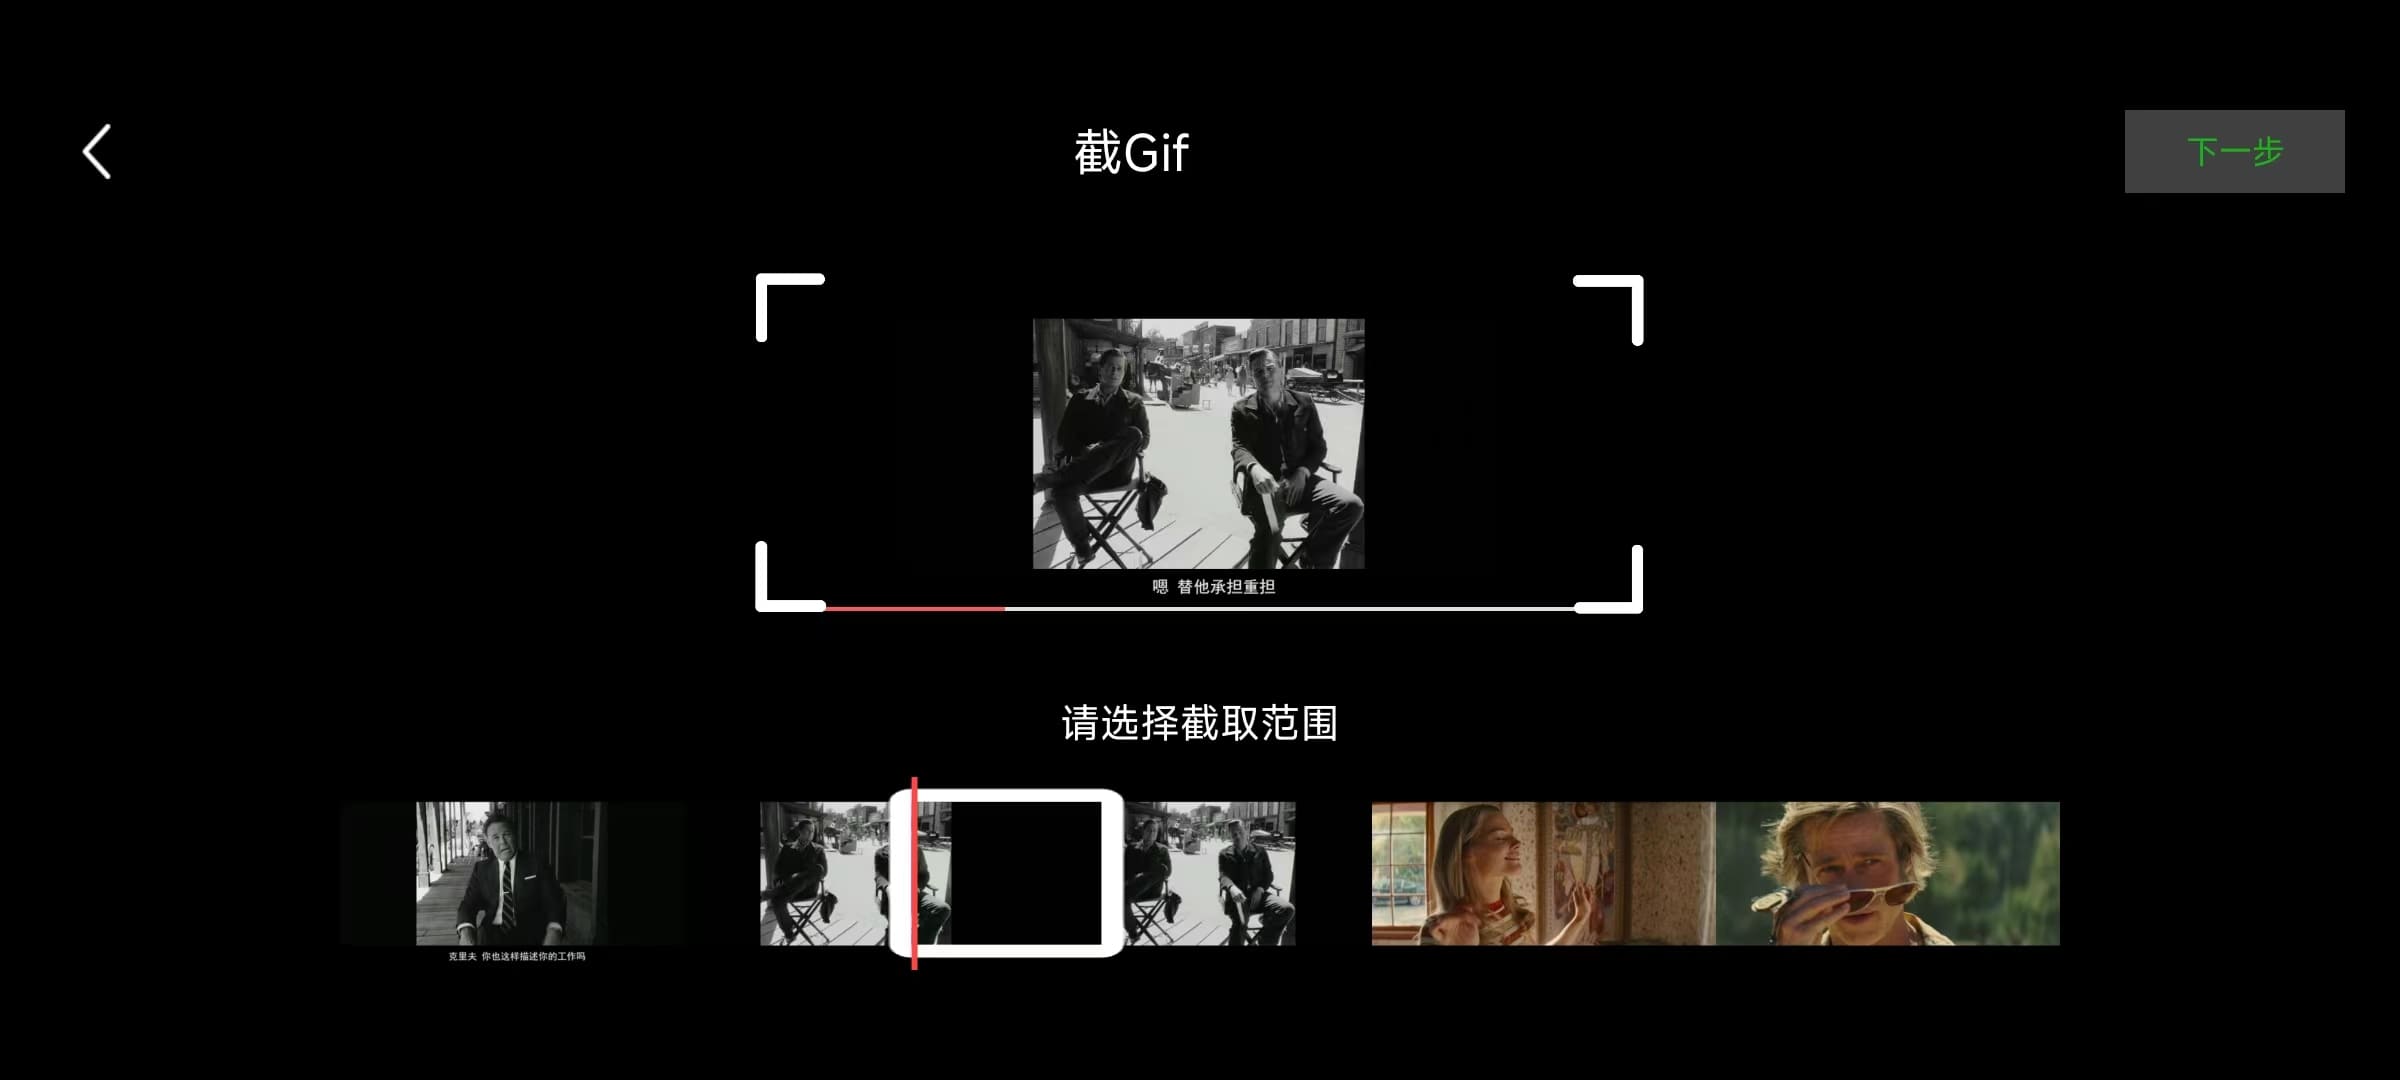 截Gif
下一步
嗯 替他承担重担
请选择截取范围
克里夫 你也这样描述你的工作吗